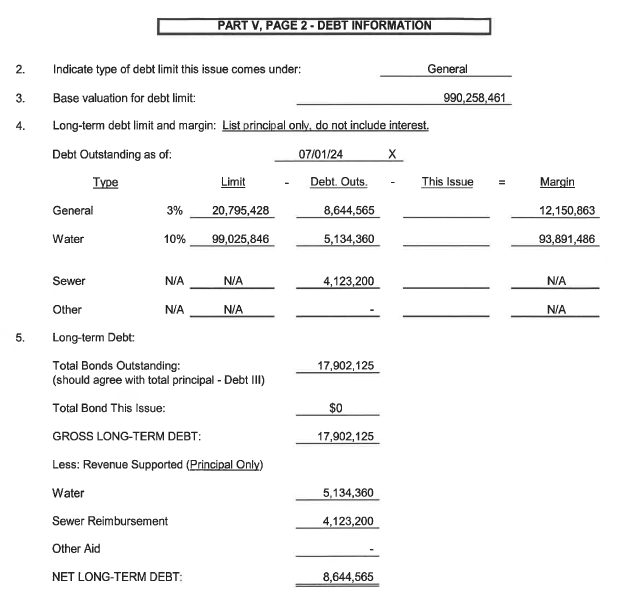 PART V, PAGE 2 - DEBT INFORMATION
2. Indicate type of debt limit this issue comes under: General
3. Base valuation for debt limit: 990,258,461
4. Long-term debt limit and margin: List principal only, do not include interest.
Debt Outstanding as of: 07/01/24 X
Type Limit - Debt. Outs. - This Issue = Margin
General 3% 20,795,428 8,644,565 12,150,863
Water 10% 99,025,846 5,134,360 93,891,486
Sewer N/A N/A 4,123,200 N/A
Other N/A N/A - N/A
5. Long-term Debt:
Total Bonds Outstanding: 17,902,125
(should agree with total principal - Debt III)
Total Bond This Issue: $0
GROSS LONG-TERM DEBT: 17,902,125
Less: Revenue Supported (Principal Only)
Water 5,134,360
Sewer Reimbursement 4,123,200
Other Aid -
NET LONG-TERM DEBT: 8,644,565